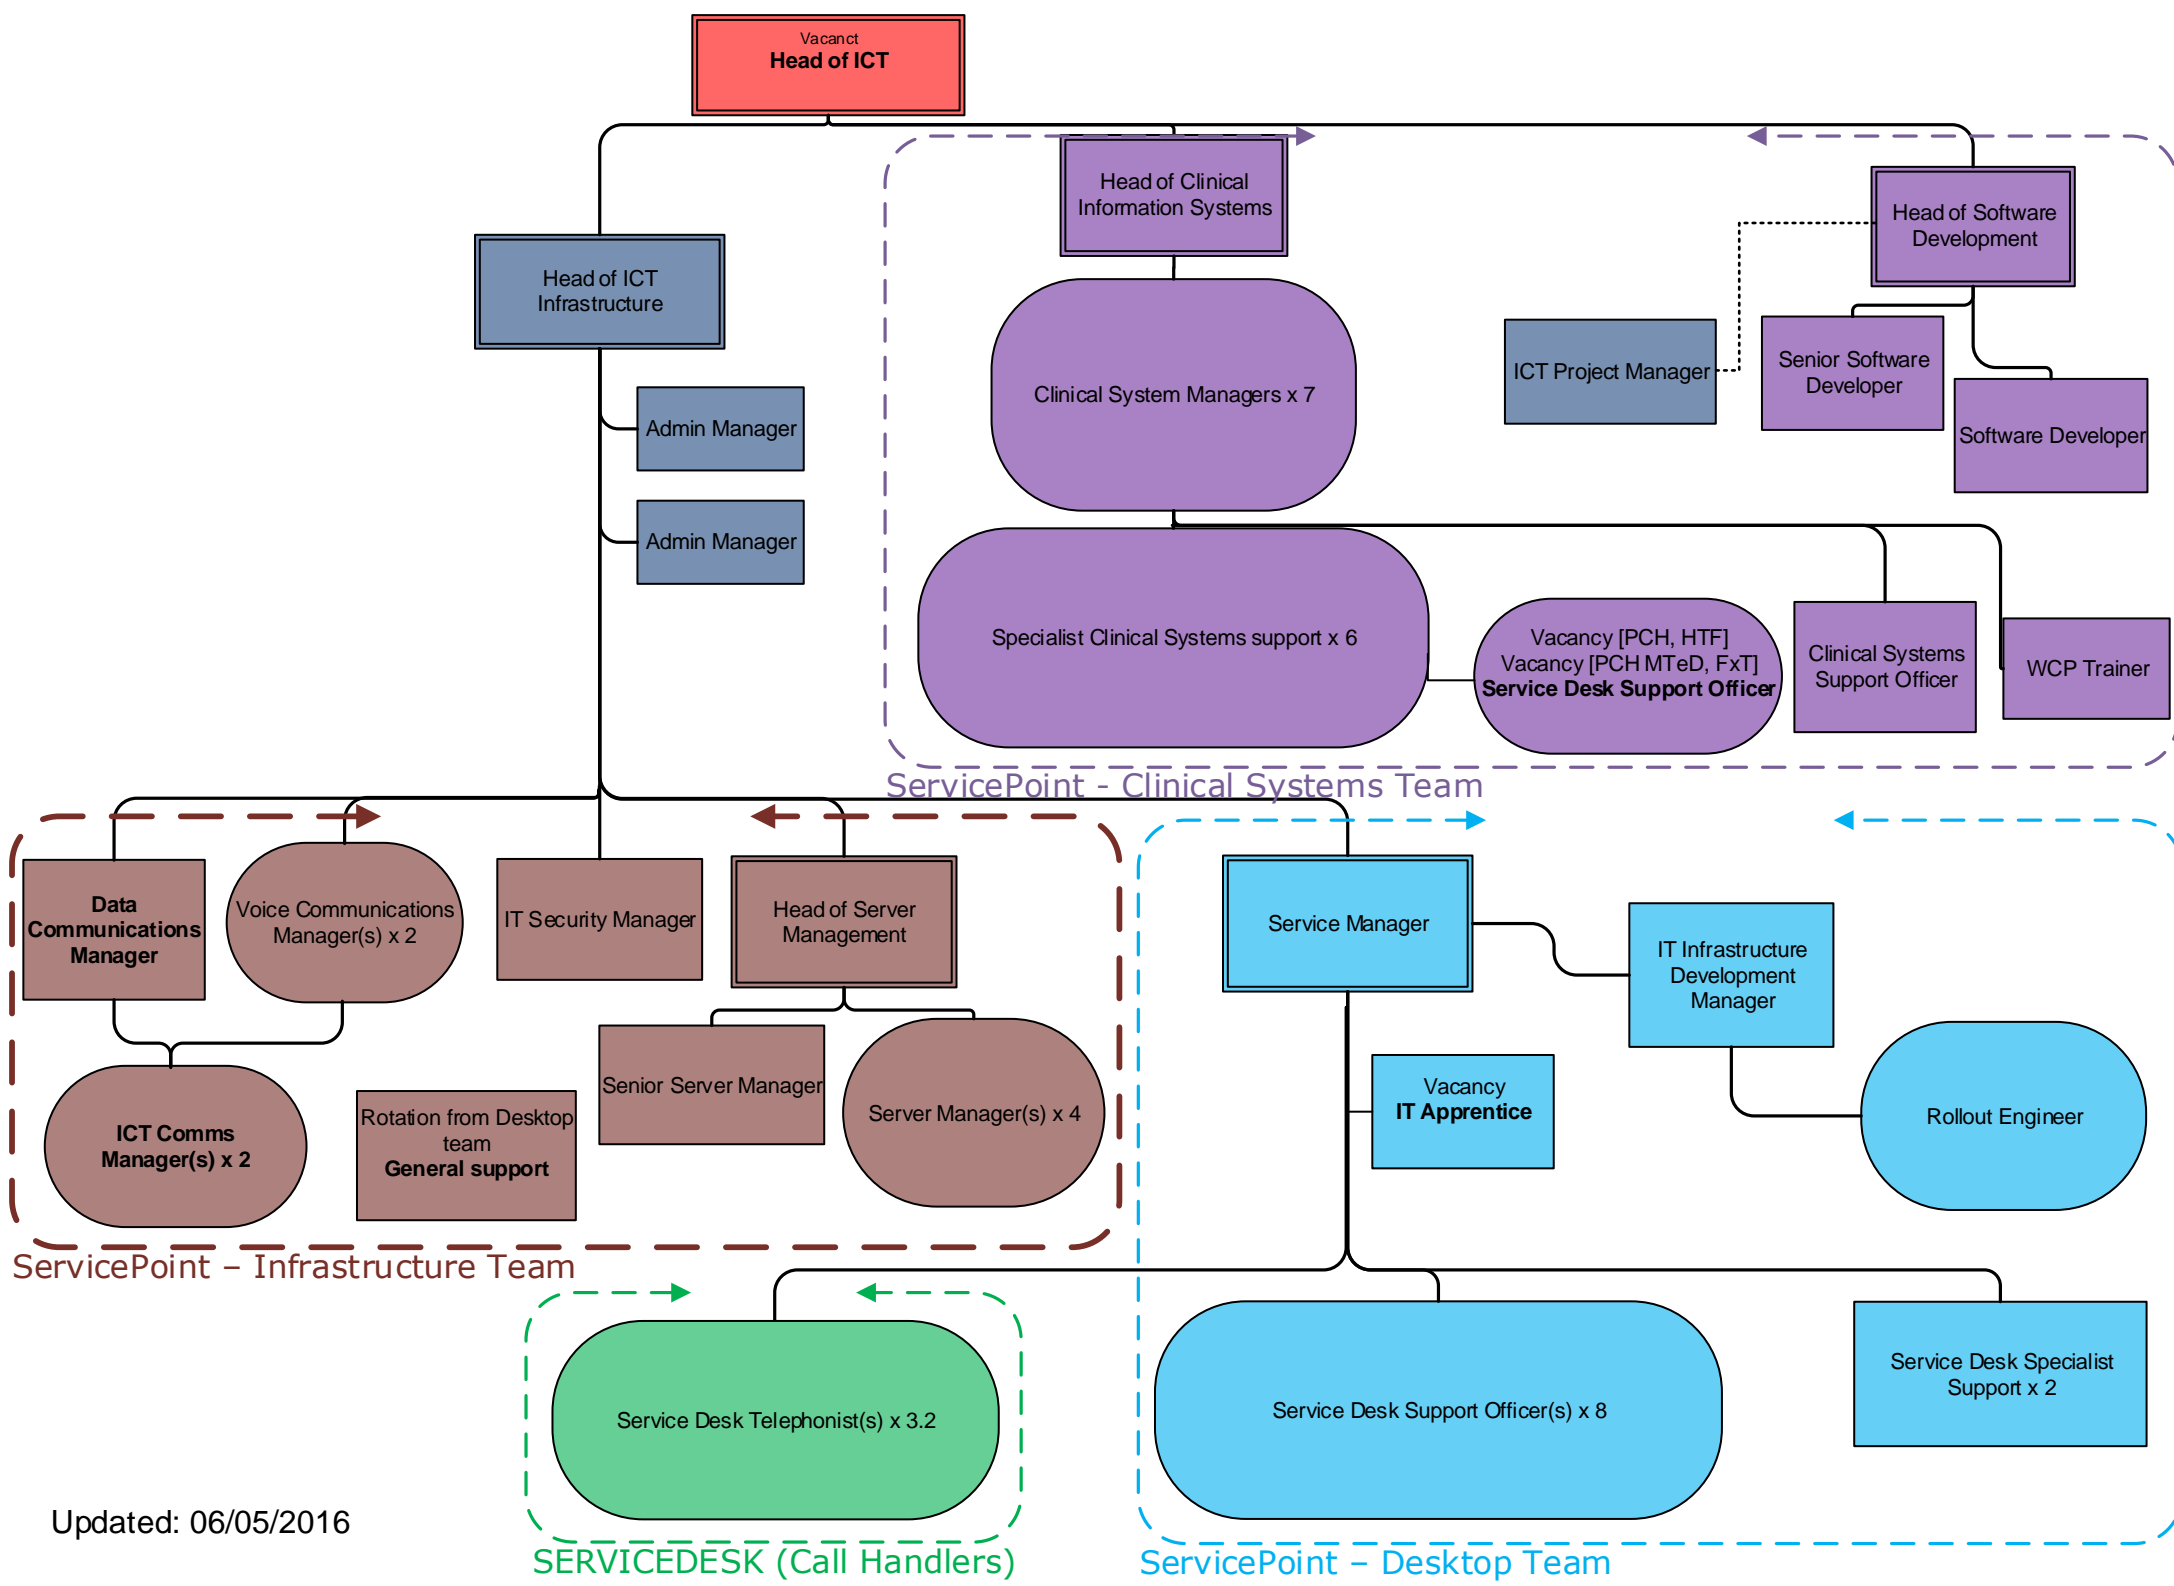 Vacanct
Head of ICT
Head of Clinical
Information Systems
Head of Software
Development
Head of ICT
Infrastructure
ICT Project Manager
Senior Software
Developer
Software Developer
Clinical System Managers x 7
Admin Manager
Admin Manager
Specialist Clinical Systems support x 6
Vacancy [PCH, HTF]
Vacancy [PCH MTeD, FxT]
Service Desk Support Officer
Clinical Systems
Support Officer
WCP Trainer
ServicePoint - Clinical Systems Team
Data
Communications
Manager
Voice Communications
Manager(s) x 2
IT Security Manager
Head of Server
Management
Service Manager
IT Infrastructure
Development
Manager
Senior Server Manager
Server Manager(s) x 4
Vacancy
IT Apprentice
Rollout Engineer
ICT Comms
Manager(s) x 2
Rotation from Desktop
team
General support
ServicePoint – Infrastructure Team
Service Desk Telephonist(s) x 3.2
Service Desk Support Officer(s) x 8
Service Desk Specialist
Support x 2
Updated: 06/05/2016
SERVICEDESK (Call Handlers)
ServicePoint – Desktop Team